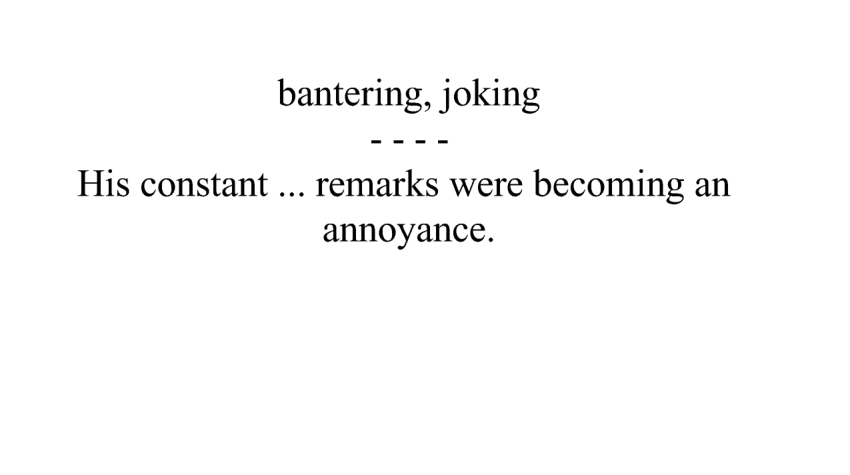 bantering, joking
- - - -
His constant ... remarks were becoming an
annoyance.